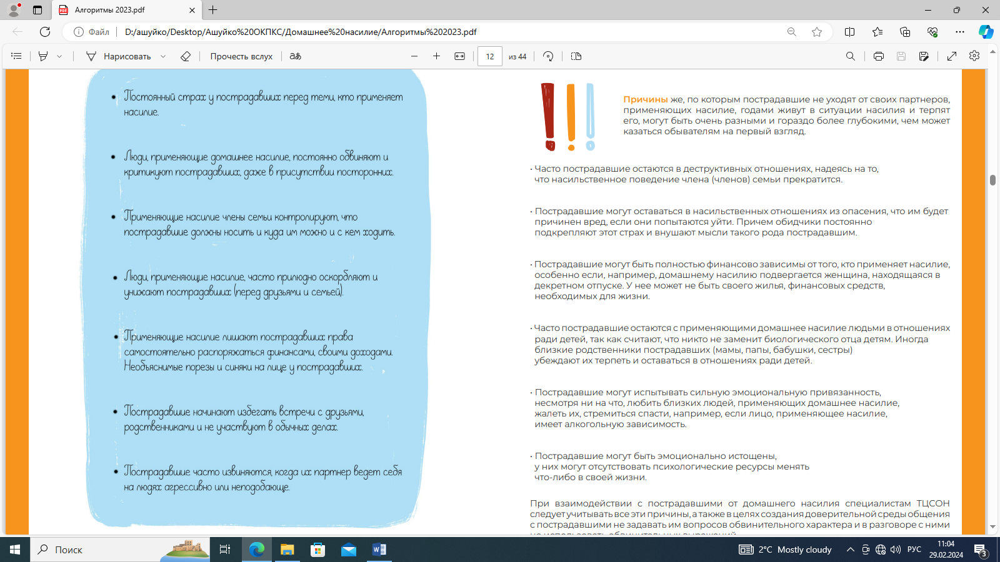 Алгоритмы 2023.pdf
Файл
D:/ашуйко/Desktop/Ашуйко%20ОКПКС/Домашнее%20насилие/Алгоритмы%202023.pdf
Нарисовать
Прочесть вслух
аあ
12
из 44
• Постоянный страх у пострадавших перед теми, кто применяет
насилие.
• Люди, применяющие домашнее насилие, постоянно обвиняют и
критикуют пострадавших, даже в присутствии посторонних.
• Применяющие насилие члены семьи контролируют, что
пострадавшие должны носить и куда им можно и с кем ходить.
• Люди, применяющие насилие, часто прилюдно оскорбляют и
унижают пострадавших (перед друзьями и семьей).
• Применяющие насилие лишают пострадавших права
самостоятельно распоряжаться финансами, своими доходами.
Необъяснимые порезы и синяки на лице у пострадавших.
• Пострадавшие начинают избегать встречи с друзьями,
родственниками и не участвуют в обычных делах.
• Пострадавшие часто извиняются, когда их партнер ведет себя
на людях агрессивно или неподобающе.
!!!
Причины же, по которым пострадавшие не уходят от своих партнеров,
применяющих насилие, годами живут в ситуации насилия и терпят
его, могут быть очень разными и гораздо более глубокими, чем может
казаться обывателям на первый взгляд.
· Часто пострадавшие остаются в деструктивных отношениях, надеясь на то,
что насильственное поведение члена (членов) семьи прекратится.
· Пострадавшие могут оставаться в насильственных отношениях из опасения, что им будет
причинен вред, если они попытаются уйти. Причем обидчики постоянно
подкрепляют этот страх и внушают мысли такого рода пострадавшим.
· Пострадавшие могут быть полностью финансово зависимы от того, кто применяет насилие,
особенно если, например, домашнему насилию подвергается женщина, находящаяся в
декретном отпуске. У нее может не быть своего жилья, финансовых средств,
необходимых для жизни.
· Часто пострадавшие остаются с применяющими домашнее насилие людьми в отношениях
ради детей, так как считают, что никто не заменит биологического отца детям. Иногда
близкие родственники пострадавших (мамы, папы, бабушки, сестры)
убеждают их терпеть и оставаться в отношениях ради детей.
· Пострадавшие могут испытывать сильную эмоциональную привязанность,
несмотря ни на что, любить близких людей, применяющих домашнее насилие,
жалеть их, стремиться спасти, например, если лицо, применяющее насилие,
имеет алкогольную зависимость.
· Пострадавшие могут быть эмоционально истощены,
у них могут отсутствовать психологические ресурсы менять
что-либо в своей жизни.
При взаимодействии с пострадавшими от домашнего насилия специалистам ТЦСОН
следует учитывать все эти причины, а также в целях создания доверительной среды общения
с пострадавшими не задавать им вопросов обвинительного характера и в разговоре с ними
Поиск
2°C Mostly cloudy
РУС
11:04
29.02.2024
3